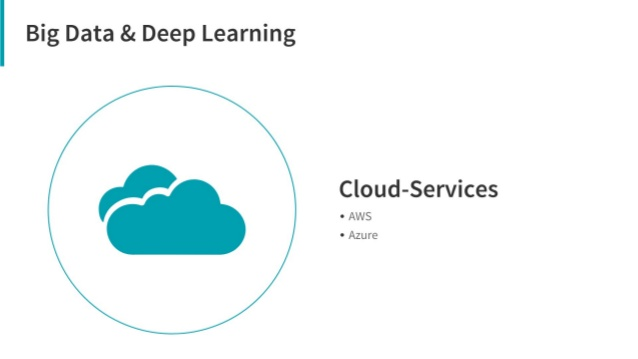 Big Data & Deep Learning
Cloud-Services
• AWS
• Azure